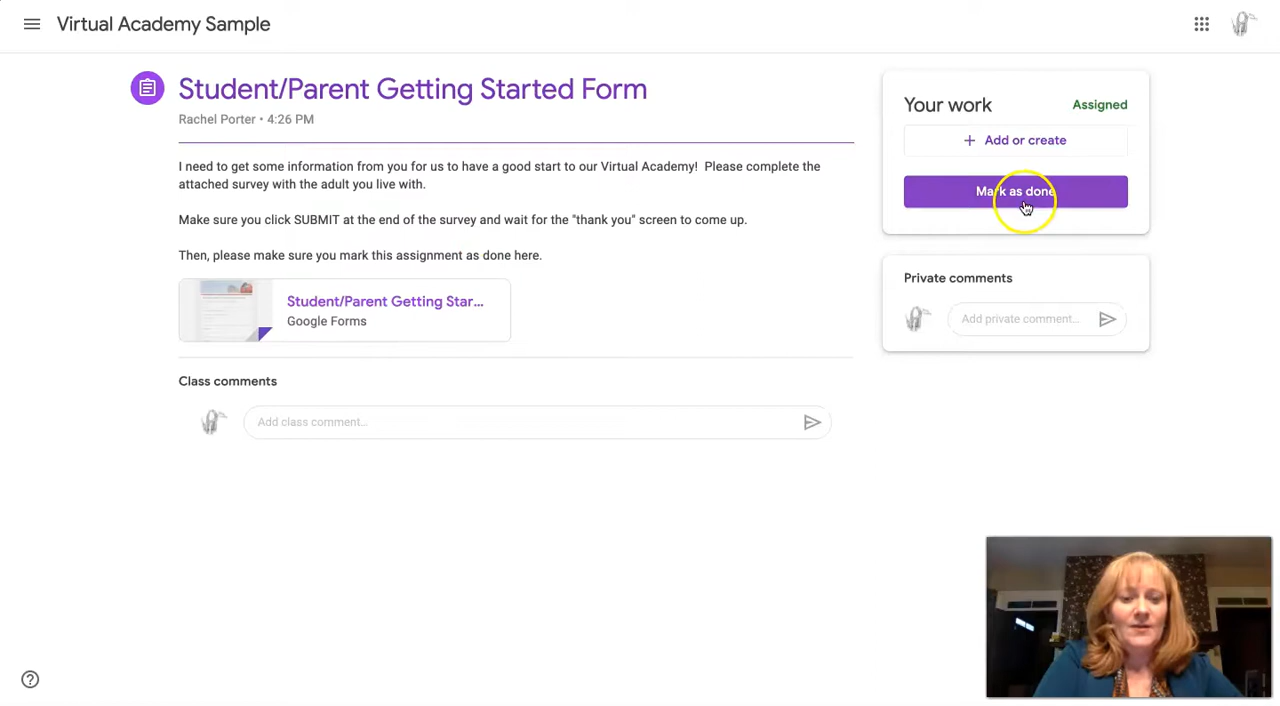 Virtual Academy Sample
Student/Parent Getting Started Form
Rachel Porter • 4:26 PM
I need to get some information from you for us to have a good start to our Virtual Academy!  Please complete the
attached survey with the adult you live with.
Make sure you click SUBMIT at the end of the survey and wait for the "thank you" screen to come up.
Then, please make sure you mark this assignment as done here.
Student/Parent Getting Star...
Google Forms
Class comments
Add class comment...
Your work
Assigned
+ Add or create
Mark as done
Private comments
Add private comment...